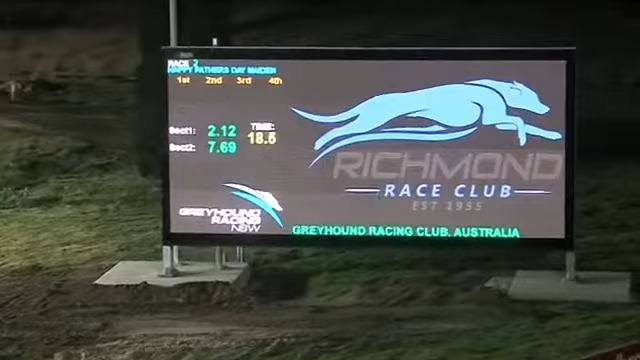 RACE 2
HAPPY FATHERS DAY MAIDEN
1st 2nd 3rd 4th
Sect1: 2.12 TIME:
18.5
Sect2: 7.69
RICHMOND
RACE CLUB
EST 1955
GREYHOUND
RACING
NSW
GREYHOUND RACING CLUB, AUSTRALIA